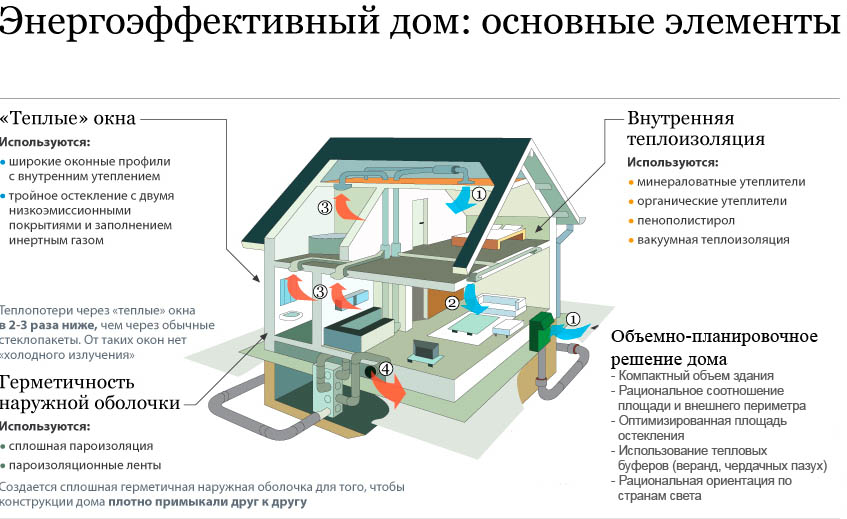 Энергоэффективный дом: основные элементы
«Теплые» окна
Используются:
• широкие оконные профили
с внутренним утеплением
• тройное остекление с двумя
низкоэмиссионными
покрытиями и заполнением
инертным газом
Теплопотери через «теплые» окна
в 2-3 раза ниже, чем через обычные
стеклопакеты. От таких окон нет
«холодного излучения»
Герметичность
наружной оболочки
Используются:
• сплошная пароизоляция
• пароизоляционные ленты
Создается сплошная герметичная наружная оболочка для того, чтобы
конструкции дома плотно примыкали друг к другу
1
3
3
2
1
4
Внутренняя
теплоизоляция
Используются:
• минераловатные утеплители
• органические утеплители
• пенополистирол
• вакуумная теплоизоляция
Объемно-планировочное
решение дома
- Компактный объем здания
- Рациональное соотношение
площади и внешнего периметра
- Оптимизированная площадь
остекления
- Использование тепловых
буферов (веранд, чердачных пазух)
- Рациональная ориентация по
странам света